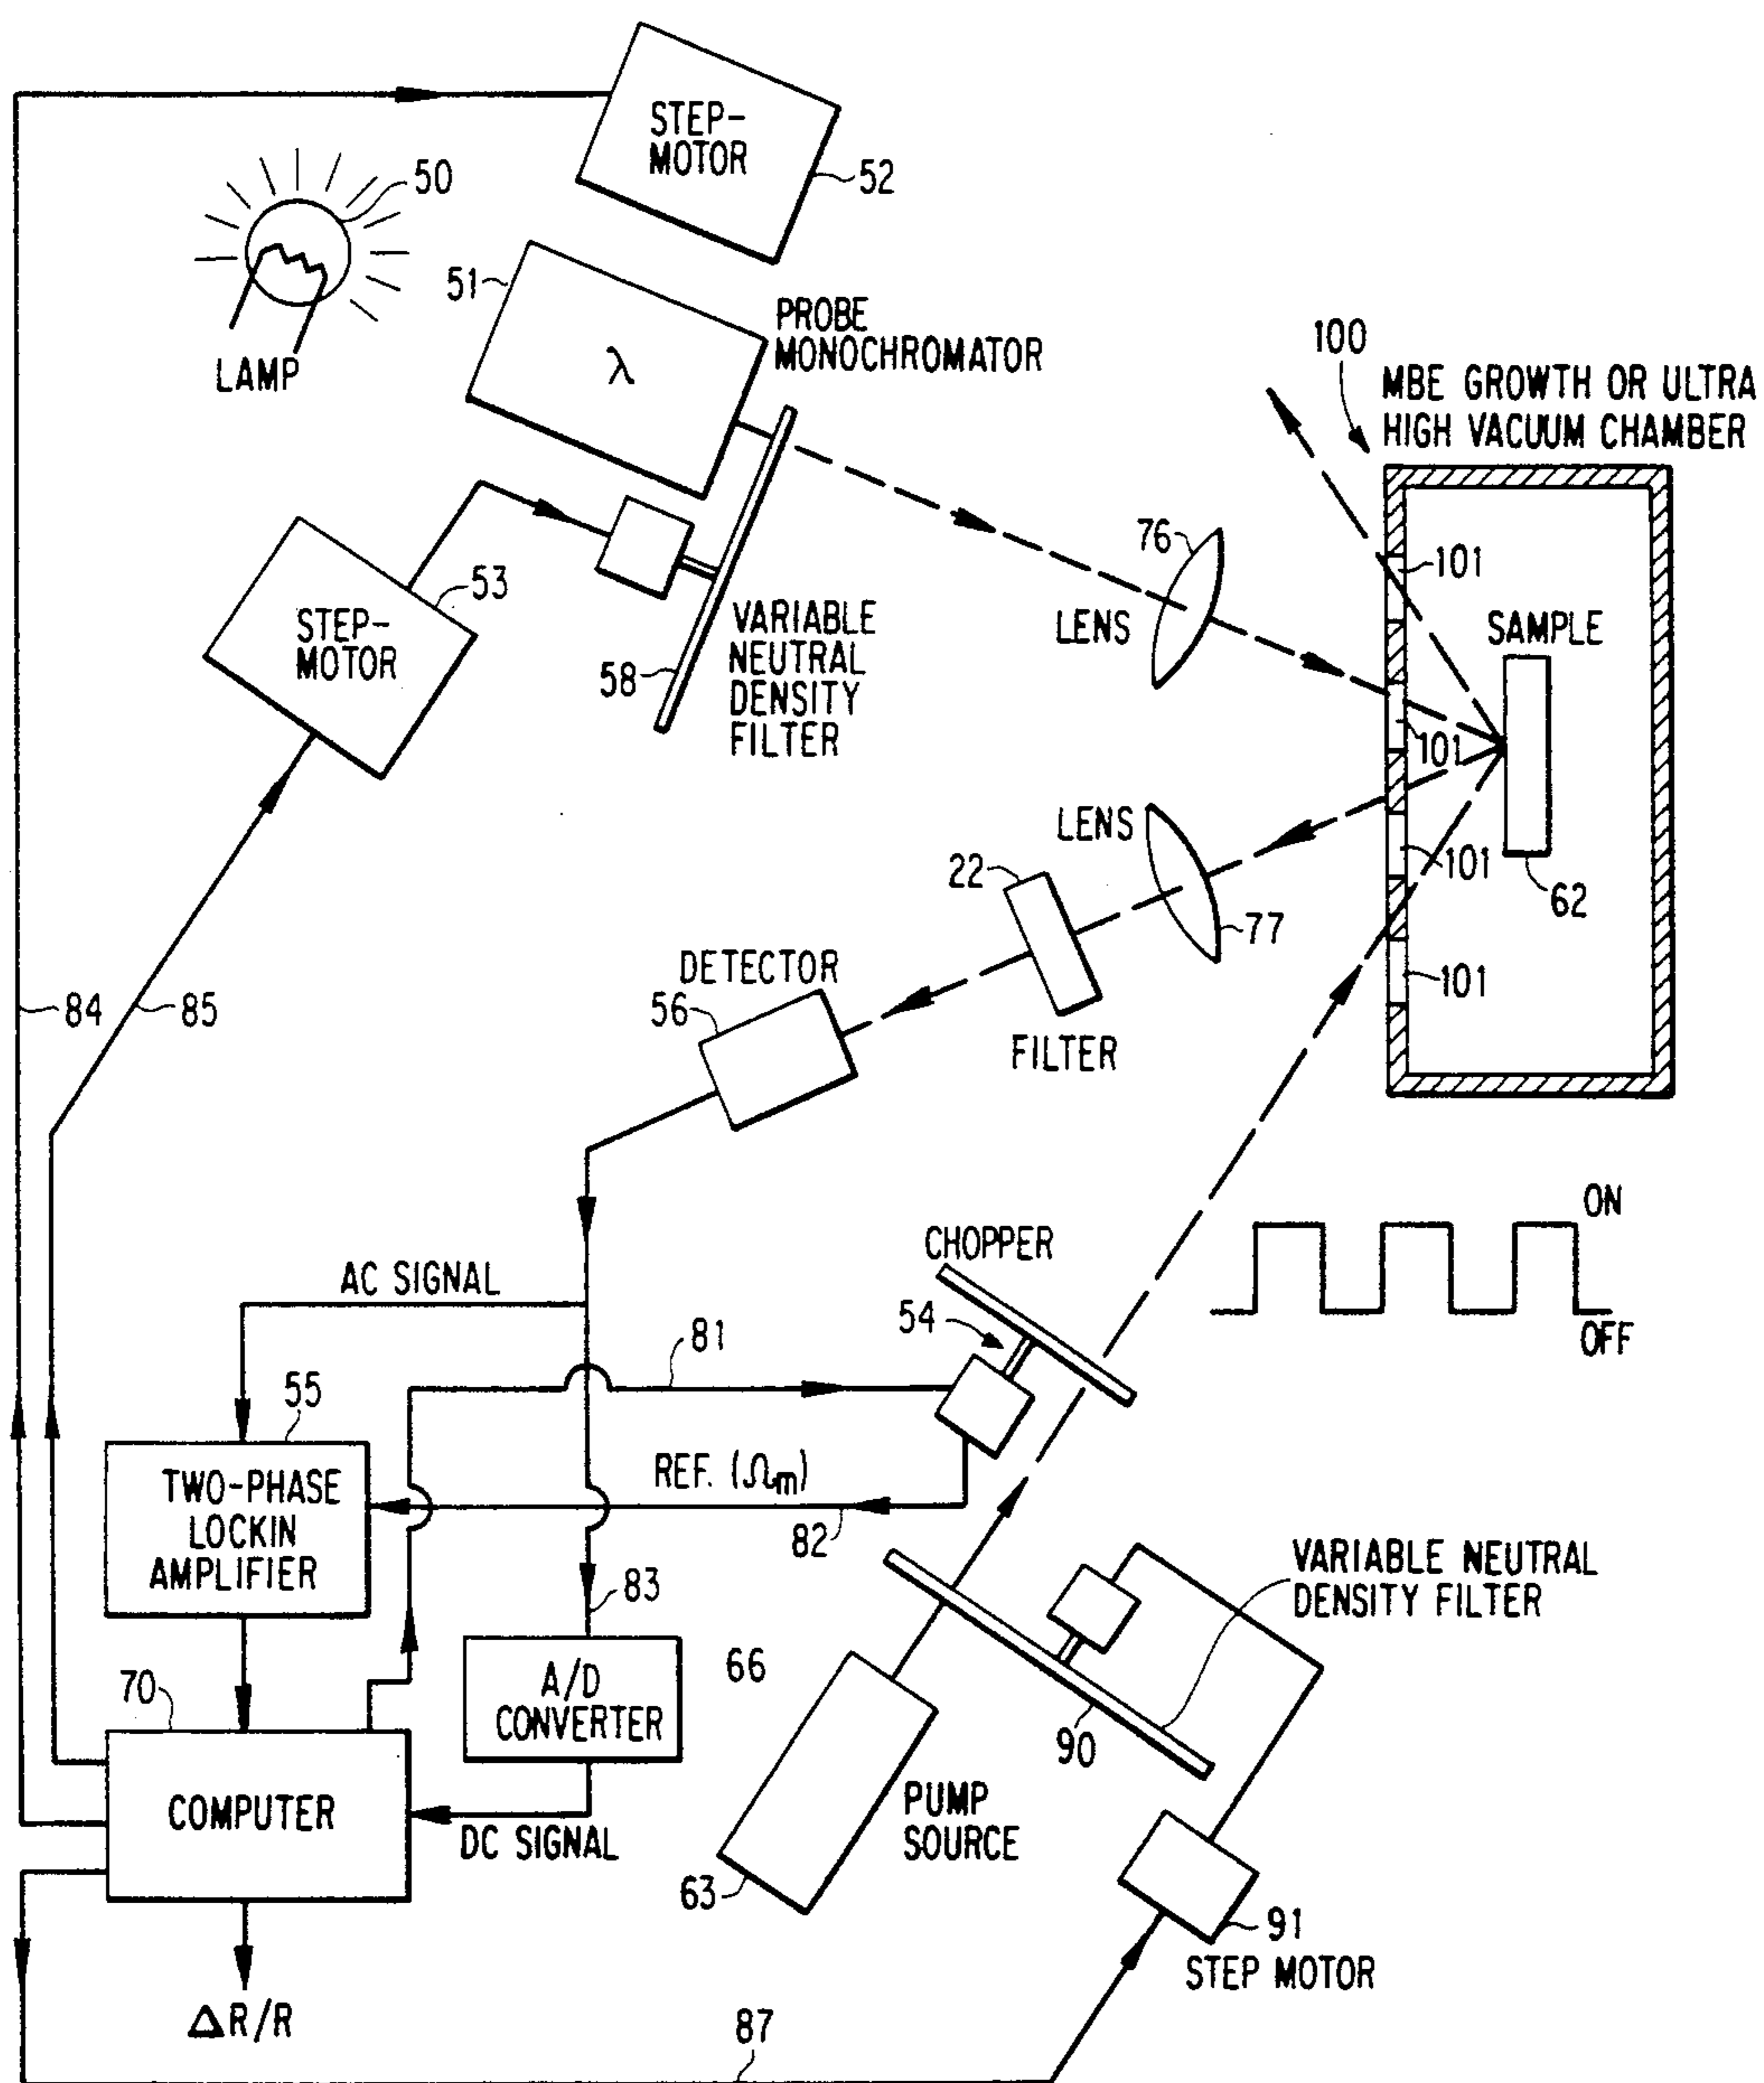 STEP-
MOTOR
52
50
LAMP
51
λ
PROBE
MONOCHROMATOR
100
MBE GROWTH OR ULTRA
HIGH VACUUM CHAMBER
STEP-
MOTOR
53
58
VARIABLE
NEUTRAL
DENSITY
FILTER
76
LENS
101
SAMPLE
101
101
62
101
LENS
77
22
FILTER
DETECTOR
56
84
85
ON
OFF
CHOPPER
54
AC SIGNAL
81
55
TWO-PHASE
LOCKIN
AMPLIFIER
REF. (Ωm)
82
83
A/D
CONVERTER
66
VARIABLE NEUTRAL
DENSITY FILTER
90
70
COMPUTER
DC SIGNAL
PUMP
SOURCE
63
91
STEP MOTOR
ΔR/R
87